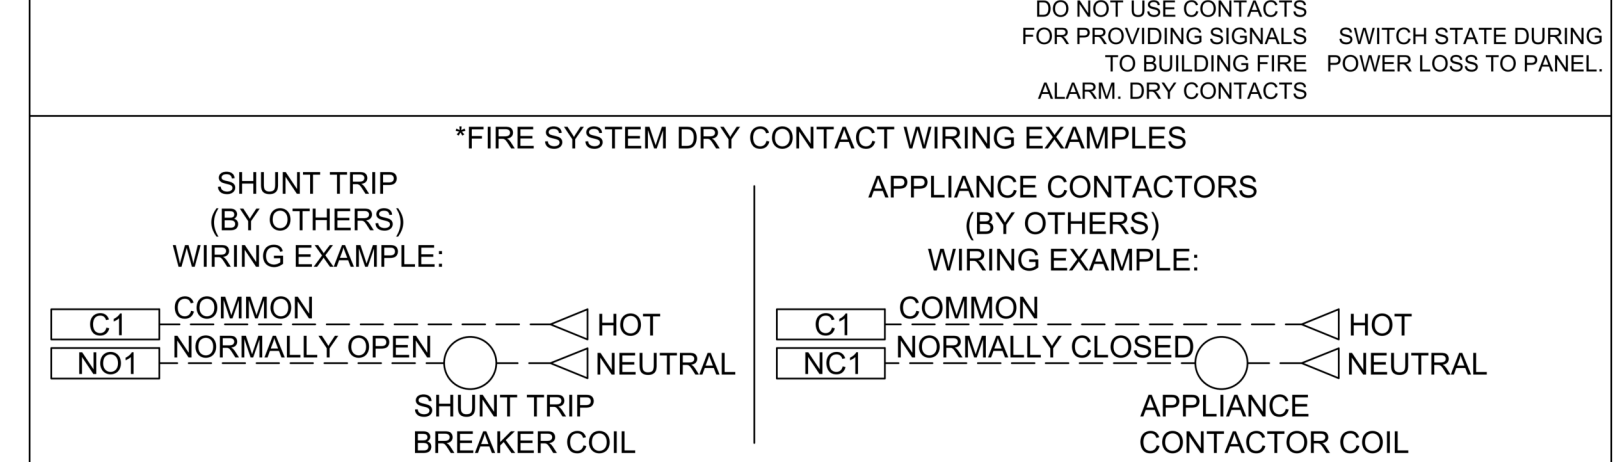 DO NOT USE CONTACTS
FOR PROVIDING SIGNALS
TO BUILDING FIRE
ALARM. DRY CONTACTS
SWITCH STATE DURING
POWER LOSS TO PANEL.
*FIRE SYSTEM DRY CONTACT WIRING EXAMPLES
SHUNT TRIP
(BY OTHERS)
WIRING EXAMPLE:
C1 COMMON HOT
NO1 NORMALLY OPEN NEUTRAL
SHUNT TRIP
BREAKER COIL
APPLIANCE CONTACTORS
(BY OTHERS)
WIRING EXAMPLE:
C1 COMMON HOT
NC1 NORMALLY CLOSED NEUTRAL
APPLIANCE
CONTACTOR COIL